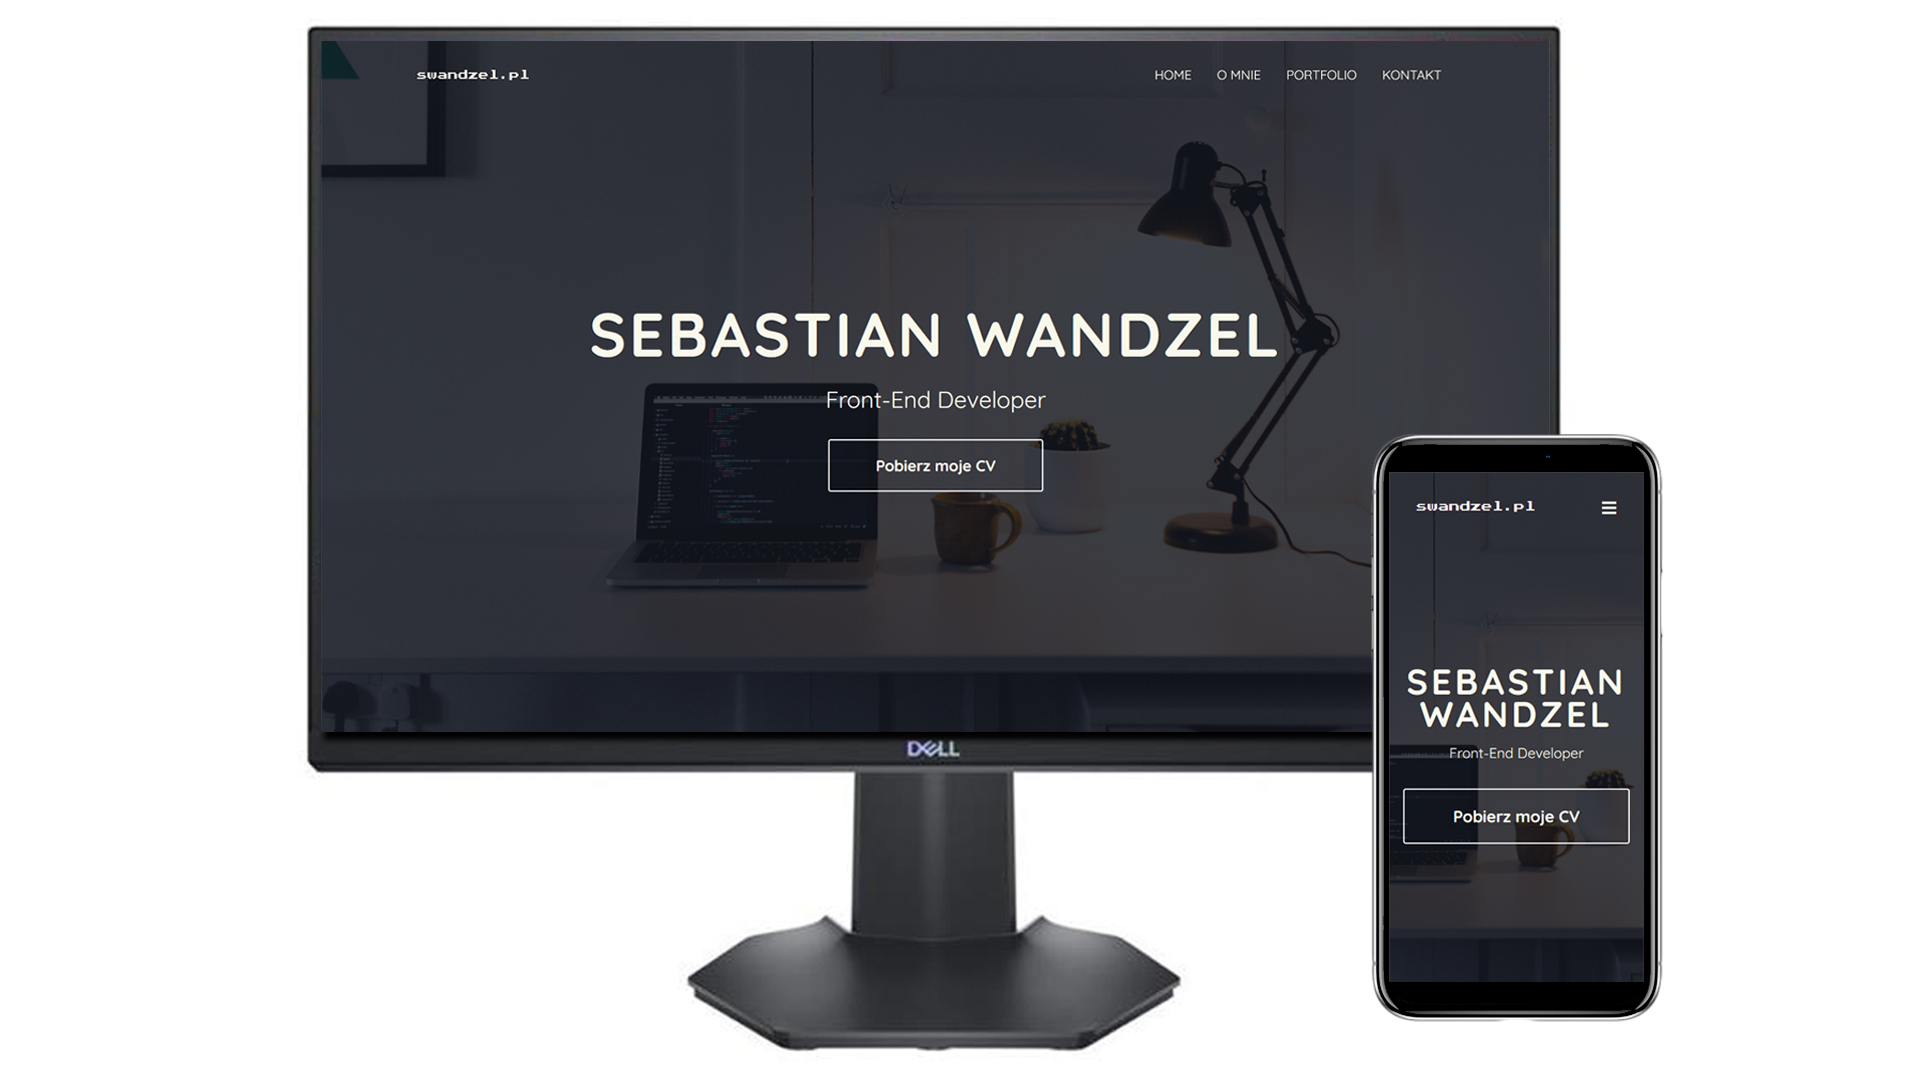 swandzel.pl
HOME O MNIE PORTFOLIO KONTAKT
SEBASTIAN WANDZEL
Front-End Developer
Pobierz moje CV
DELL
swandzel.pl
SEBASTIAN
WANDZEL
Front-End Developer
Pobierz moje CV